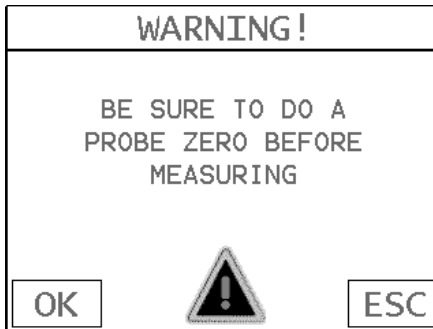 WARNING!
BE SURE TO DO A
PROBE ZERO BEFORE
MEASURING
OK
ESC